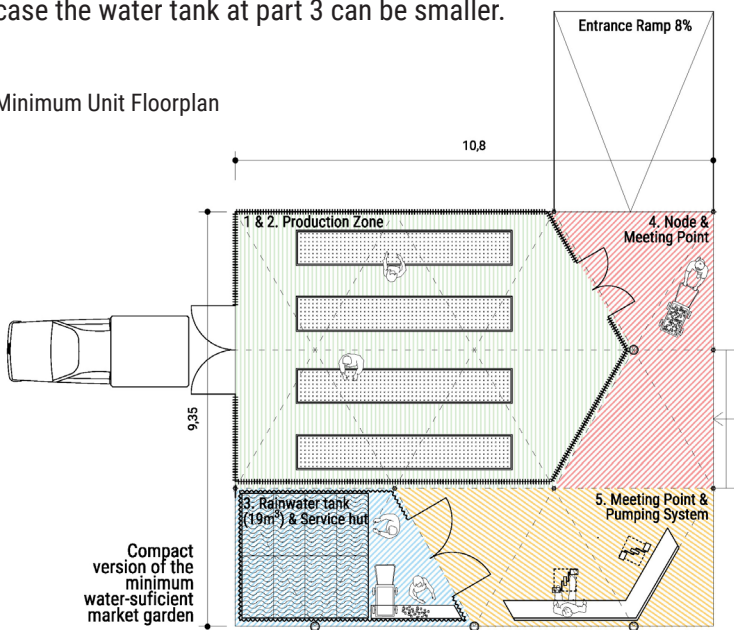 case the water tank at part 3 can be smaller.
Entrance Ramp 8%
Minimum Unit Floorplan
10,8
1 & 2. Production Zone
4. Node &
Meeting Point
9,35
3. Rainwater tank
(19m³) & Service hut
5. Meeting Point &
Pumping System
Compact
version of the
minimum
water-suficient
market garden